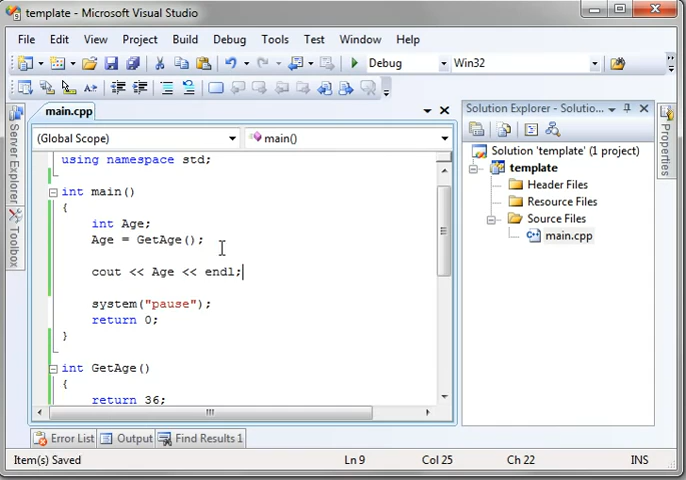 template - Microsoft Visual Studio
File Edit View Project Build Debug Tools Test Window Help
Debug Win32
main.cpp
Solution Explorer - Solutio...
(Global Scope) main()
Solution 'template' (1 project)
template
Header Files
Resource Files
Source Files
main.cpp
Server Explorer
Toolbox
Properties
using namespace std;
int main()
{
int Age;
Age = GetAge();
cout << Age << endl;
system("pause");
return 0;
}
int GetAge()
{
return 36;
Error List Output Find Results 1
Item(s) Saved Ln 9 Col 25 Ch 22 INS